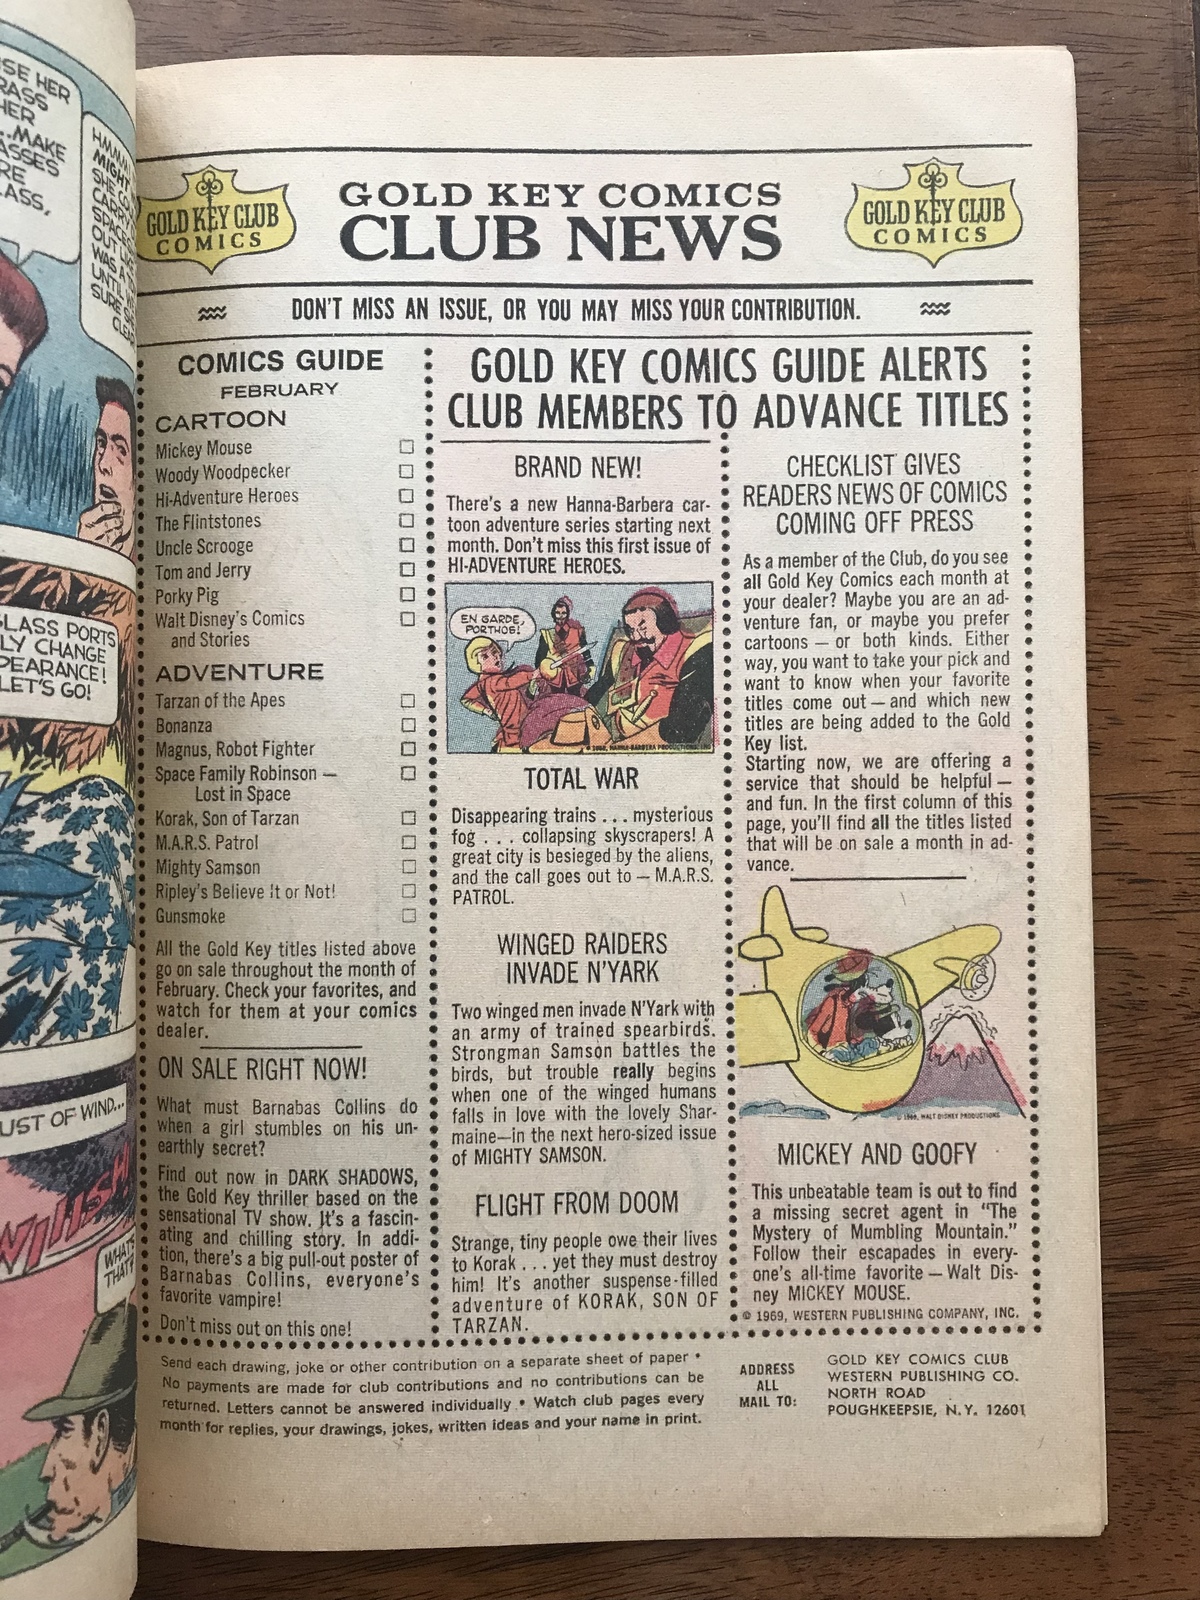 GOLD KEY CLUB
COMICS
GOLD KEY COMICS
CLUB NEWS
GOLD KEY CLUB
COMICS
DON'T MISS AN ISSUE, OR YOU MAY MISS YOUR CONTRIBUTION.
COMICS GUIDE
FEBRUARY
CARTOON
Mickey Mouse
Woody Woodpecker
Hi-Adventure Heroes
The Flintstones
Uncle Scrooge
Tom and Jerry
Porky Pig
Walt Disney's Comics
and Stories
ADVENTURE
Tarzan of the Apes
Bonanza
Magnus, Robot Fighter
Space Family Robinson —
Lost in Space
Korak, Son of Tarzan
M.A.R.S. Patrol
Mighty Samson
Ripley's Believe It or Not!
Gunsmoke
All the Gold Key titles listed above
go on sale throughout the month of
February. Check your favorites, and
watch for them at your comics
dealer.
ON SALE RIGHT NOW!
What must Barnabas Collins do
when a girl stumbles on his un-
earthly secret?
Find out now in DARK SHADOWS,
the Gold Key thriller based on the
sensational TV show. It's a fascin-
ating and chilling story. In addi-
tion, there's a big pull-out poster of
Barnabas Collins, everyone's
favorite vampire!
Don't miss out on this one!
GOLD KEY COMICS GUIDE ALERTS
CLUB MEMBERS TO ADVANCE TITLES
BRAND NEW!
There's a new Hanna-Barbera car-
toon adventure series starting next
month. Don't miss this first issue of
HI-ADVENTURE HEROES.
EN GARDE,
PORTHOS!
© 1969, HANNA-BARBERA PRODUCTIONS, INC.
TOTAL WAR
Disappearing trains . . . mysterious
fog . . . collapsing skyscrapers! A
great city is besieged by the aliens,
and the call goes out to — M.A.R.S.
PATROL.
WINGED RAIDERS
INVADE N'YARK
Two winged men invade N'Yark with
an army of trained spearbirds.
Strongman Samson battles the
birds, but trouble really begins
when one of the winged humans
falls in love with the lovely Shar-
maine—in the next hero-sized issue
of MIGHTY SAMSON.
FLIGHT FROM DOOM
Strange, tiny people owe their lives
to Korak . . . yet they must destroy
him! It's another suspense-filled
adventure of KORAK, SON OF
TARZAN.
CHECKLIST GIVES
READERS NEWS OF COMICS
COMING OFF PRESS
As a member of the Club, do you see
all Gold Key Comics each month at
your dealer? Maybe you are an ad-
venture fan, or maybe you prefer
cartoons — or both kinds. Either
way, you want to take your pick and
want to know when your favorite
titles come out — and which new
titles are being added to the Gold
Key list.
Starting now, we are offering a
service that should be helpful —
and fun. In the first column of this
page, you'll find all the titles listed
that will be on sale a month in ad-
vance.
© 1969, WALT DISNEY PRODUCTIONS
MICKEY AND GOOFY
This unbeatable team is out to find
a missing secret agent in "The
Mystery of Mumbling Mountain."
Follow their escapades in every-
one's all-time favorite — Walt Dis-
ney MICKEY MOUSE.
© 1969, WESTERN PUBLISHING COMPANY, INC.
Send each drawing, joke or other contribution on a separate sheet of paper •
No payments are made for club contributions and no contributions can be
returned. Letters cannot be answered individually • Watch club pages every
month for replies, your drawings, jokes, written ideas and your name in print.
ADDRESS
ALL
MAIL TO:
GOLD KEY COMICS CLUB
WESTERN PUBLISHING CO.
NORTH ROAD
POUGHKEEPSIE, N.Y. 12601
HER
...MAKE
MIGHT
GLASS PORTS
CHANGE
LET'S GO!
OF WIND...
WHAT'S
THAT?